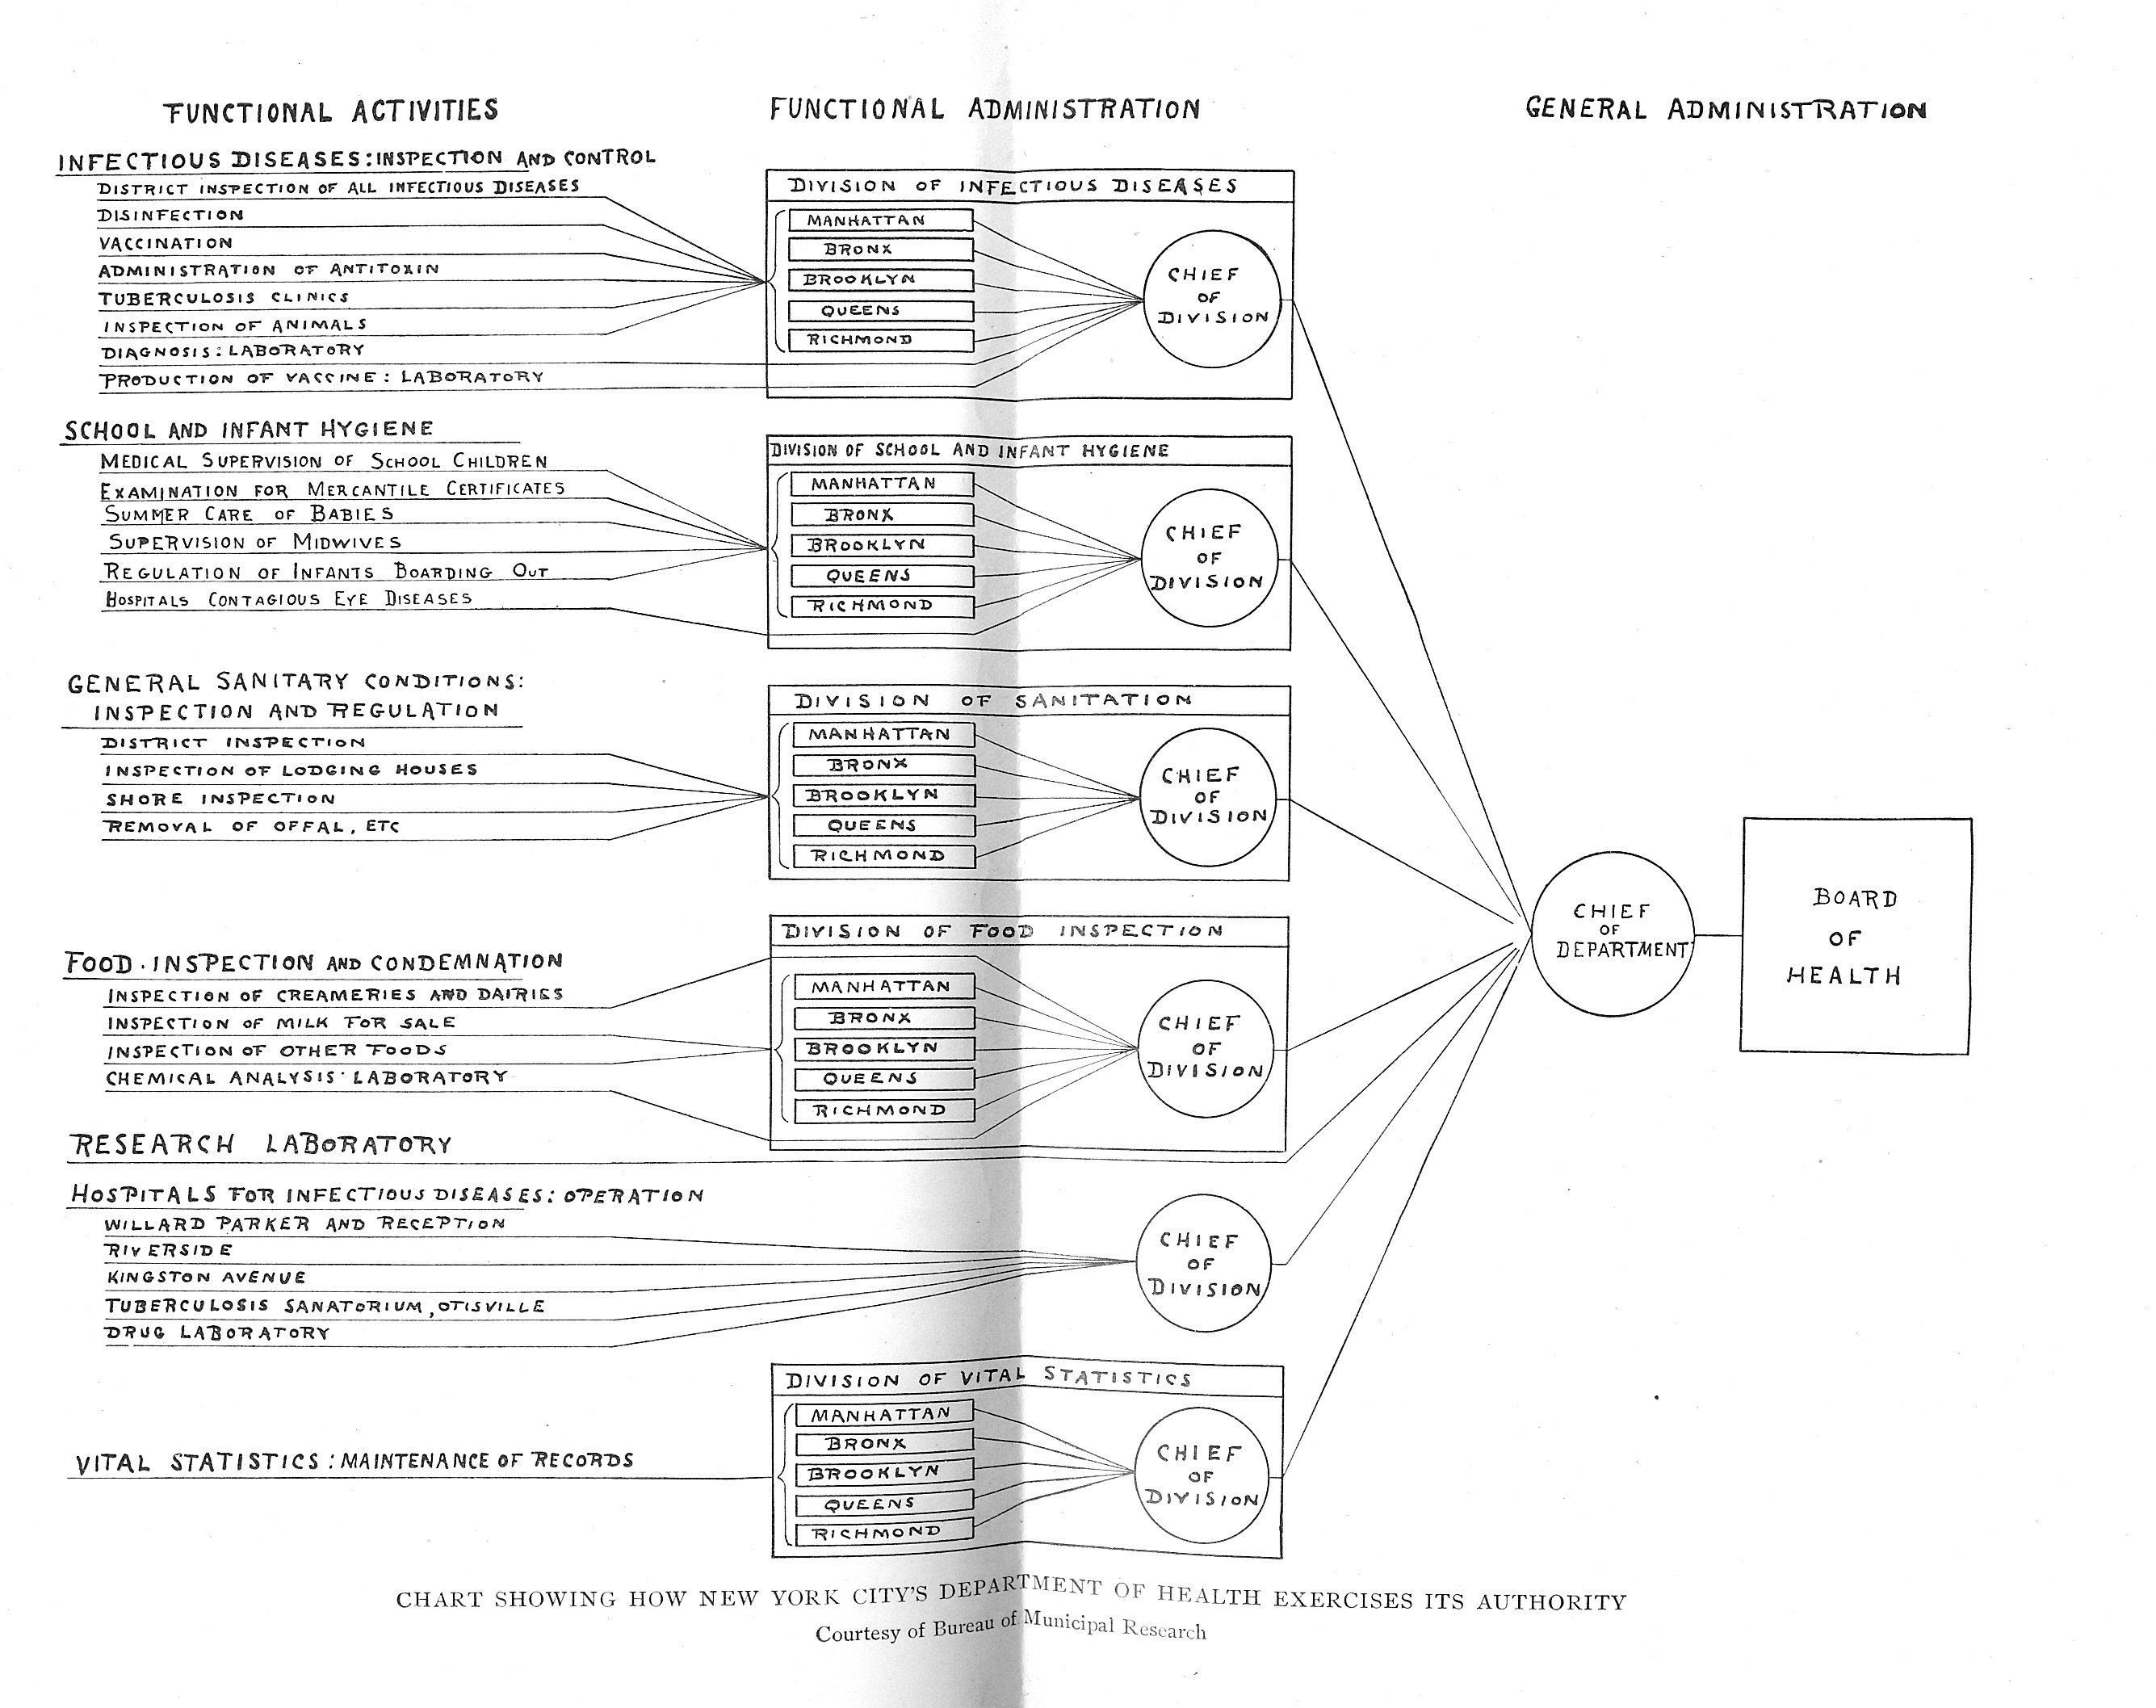 FUNCTIONAL ACTIVITIES
INFECTIOUS DISEASES: INSPECTION AND CONTROL
DISTRICT INSPECTION OF ALL INFECTIOUS DISEASES
DISINFECTION
VACCINATION
ADMINISTRATION OF ANTITOXIN
TUBERCULOSIS CLINICS
INSPECTION OF ANIMALS
DIAGNOSIS: LABORATORY
PRODUCTION OF VACCINE: LABORATORY
SCHOOL AND INFANT HYGIENE
MEDICAL SUPERVISION OF SCHOOL CHILDREN
EXAMINATION FOR MERCANTILE CERTIFICATES
SUMMER CARE OF BABIES
SUPERVISION OF MIDWIVES
REGULATION OF INFANTS BOARDING OUT
HOSPITALS CONTAGIOUS EYE DISEASES
GENERAL SANITARY CONDITIONS:
INSPECTION AND REGULATION
DISTRICT INSPECTION
INSPECTION OF LODGING HOUSES
SHORE INSPECTION
REMOVAL OF OFFAL, ETC
FOOD. INSPECTION AND CONDEMNATION
INSPECTION OF CREAMERIES AND DAIRIES
INSPECTION OF MILK FOR SALE
INSPECTION OF OTHER FOODS
CHEMICAL ANALYSIS· LABORATORY
RESEARCH LABORATORY
HOSPITALS FOR INFECTIOUS DISEASES: OPERATION
WILLARD PARKER AND RECEPTION
RIVERSIDE
KINGSTON AVENUE
TUBERCULOSIS SANATORIUM, OTISVILLE
DRUG LABORATORY
VITAL STATISTICS: MAINTENANCE OF RECORDS
FUNCTIONAL ADMINISTRATION
DIVISION OF INFECTIOUS DISEASES
MANHATTAN
BRONX
BROOKLYN
QUEENS
RICHMOND
CHIEF
OF
DIVISION
DIVISION OF SCHOOL AND INFANT HYGIENE
MANHATTAN
BRONX
BROOKLYN
QUEENS
RICHMOND
CHIEF
OF
DIVISION
DIVISION OF SANITATION
MANHATTAN
BRONX
BROOKLYN
QUEENS
RICHMOND
CHIEF
OF
DIVISION
DIVISION OF FOOD INSPECTION
MANHATTAN
BRONX
BROOKLYN
QUEENS
RICHMOND
CHIEF
OF
DIVISION
CHIEF
OF
DIVISION
DIVISION OF VITAL STATISTICS
MANHATTAN
BRONX
BROOKLYN
QUEENS
RICHMOND
CHIEF
OF
DIVISION
GENERAL ADMINISTRATION
CHIEF
OF
DEPARTMENT
BOARD
OF
HEALTH
CHART SHOWING HOW NEW YORK CITY'S DEPARTMENT OF HEALTH EXERCISES ITS AUTHORITY
Courtesy of Bureau of Municipal Research